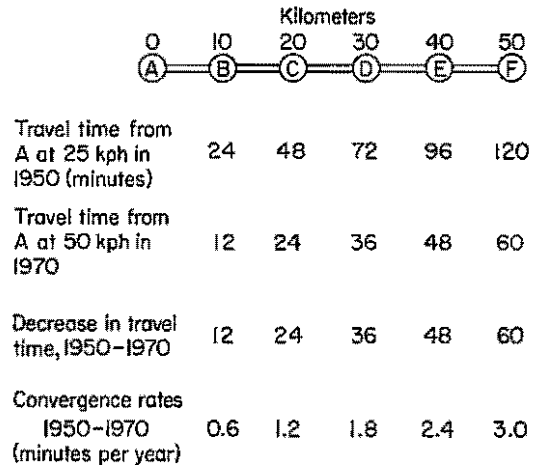 Kilometers
0 10 20 30 40 50
A B C D E F
Travel time from
A at 25 kph in 24 48 72 96 120
1950 (minutes)
Travel time from
A at 50 kph in 12 24 36 48 60
1970
Decrease in travel
time, 1950-1970 12 24 36 48 60
Convergence rates
1950-1970 0.6 1.2 1.8 2.4 3.0
(minutes per year)